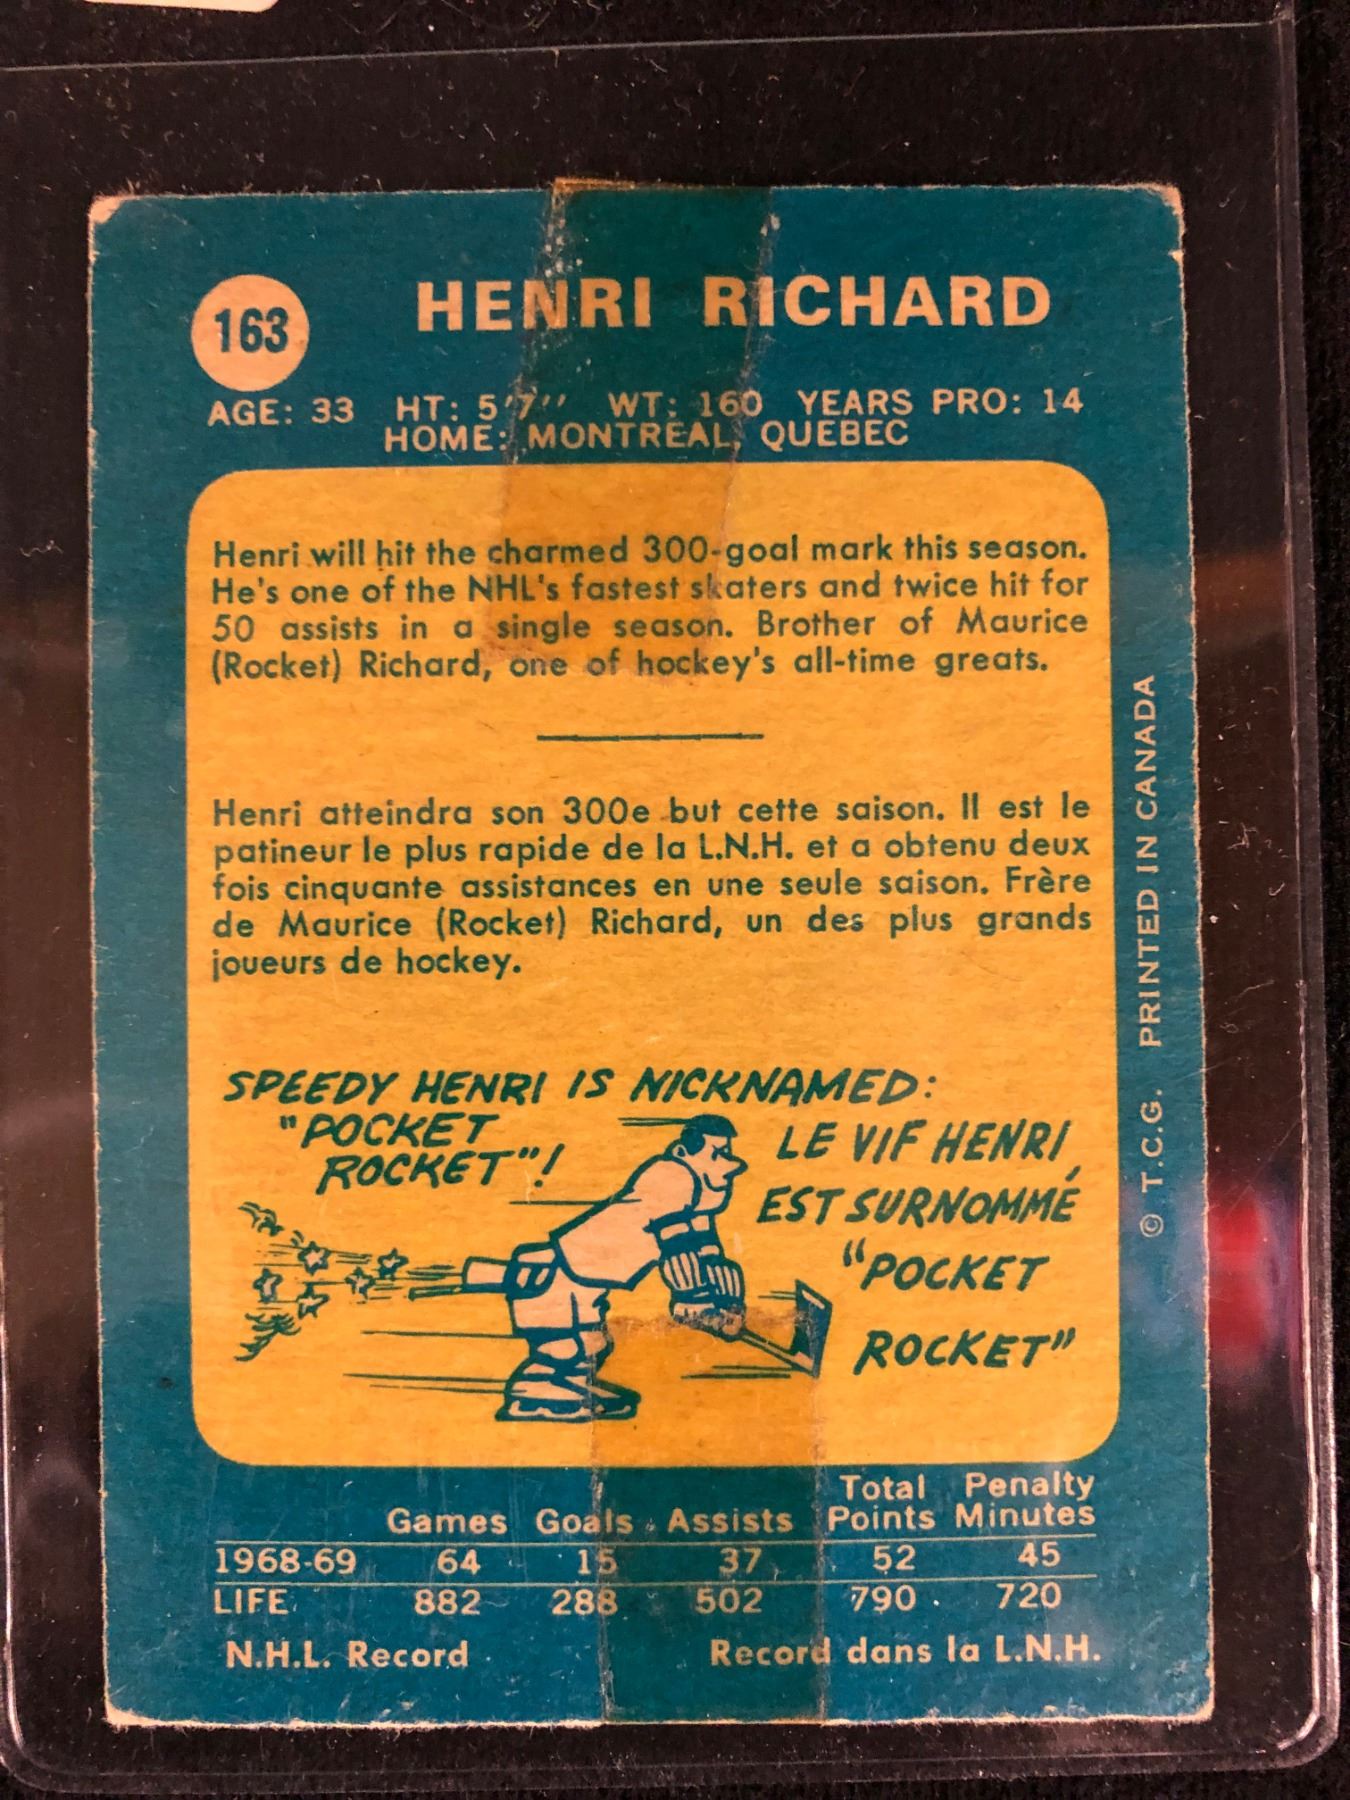 163
HENRI RICHARD
AGE: 33 HT: 5'7'' WT: 160 YEARS PRO: 14
HOME: MONTREAL, QUEBEC
Henri will hit the charmed 300-goal mark this season.
He's one of the NHL's fastest skaters and twice hit for
50 assists in a single season. Brother of Maurice
(Rocket) Richard, one of hockey's all-time greats.
Henri atteindra son 300e but cette saison. Il est le
patineur le plus rapide de la L.N.H. et a obtenu deux
fois cinquante assistances en une seule saison. Frère
de Maurice (Rocket) Richard, un des plus grands
joueurs de hockey.
SPEEDY HENRI IS NICKNAMED:
"POCKET
ROCKET"!
LE VIF HENRI
EST SURNOMMÉ
"POCKET
ROCKET"
© T.C.G. PRINTED IN CANADA
Total Penalty
Games Goals Assists Points Minutes
1968-69 64 15 37 52 45
LIFE 882 288 502 790 720
N.H.L. Record Record dans la L.N.H.